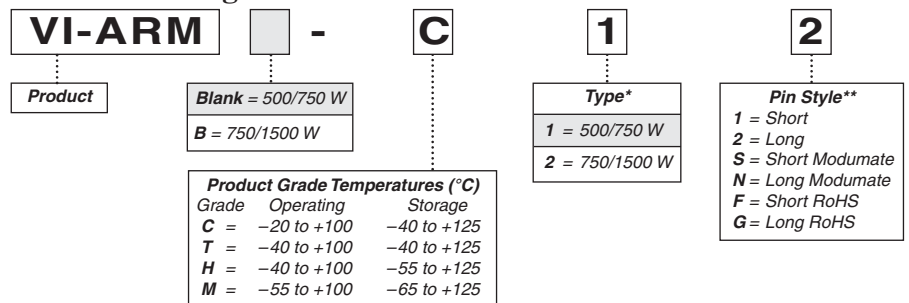 VI-ARM - C 1 2
Product
Blank = 500/750 W
B = 750/1500 W
Type*
1 = 500/750 W
2 = 750/1500 W
Pin Style**
1 = Short
2 = Long
S = Short Modumate
N = Long Modumate
F = Short RoHS
G = Long RoHS
Product Grade Temperatures (°C)
Grade Operating Storage
C = –20 to +100 –40 to +125
T = –40 to +100 –40 to +125
H = –40 to +100 –55 to +125
M = –55 to +100 –65 to +125